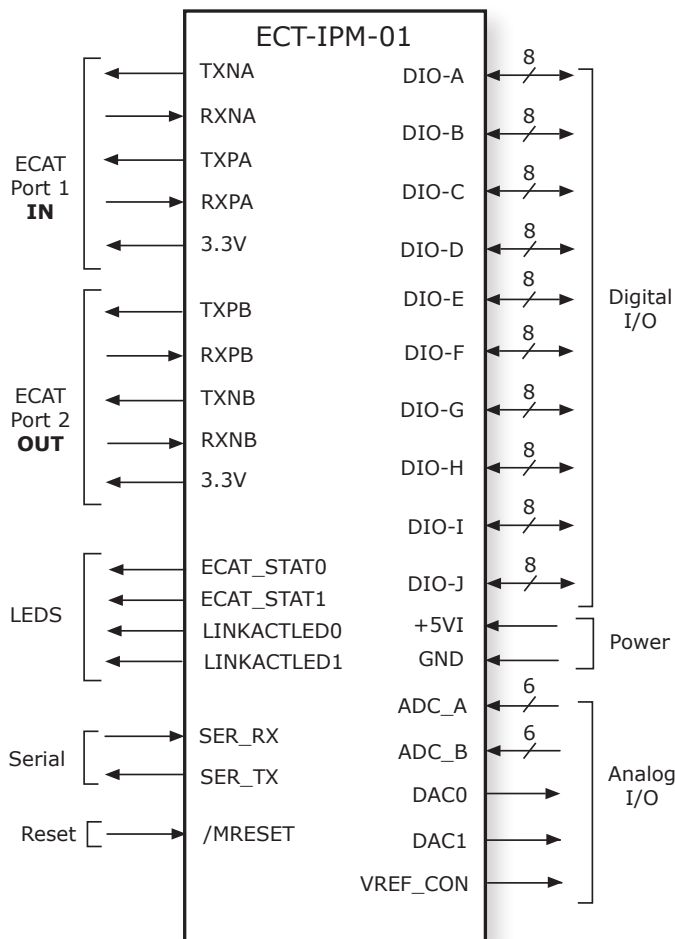 ECT-IPM-01
ECAT
Port 1
IN
TXNA
RXNA
TXPA
RXPA
3.3V
ECAT
Port 2
OUT
TXPB
RXPB
TXNB
RXNB
3.3V
LEDS
ECAT_STAT0
ECAT_STAT1
LINKACTLED0
LINKACTLED1
Serial
SER_RX
SER_TX
Reset
/MRESET
DIO-A
8
DIO-B
8
DIO-C
8
DIO-D
8
DIO-E
8
DIO-F
8
DIO-G
8
DIO-H
8
DIO-I
8
DIO-J
8
Digital
I/O
+5VI
GND
Power
ADC_A
6
ADC_B
6
DAC0
DAC1
VREF_CON
Analog
I/O